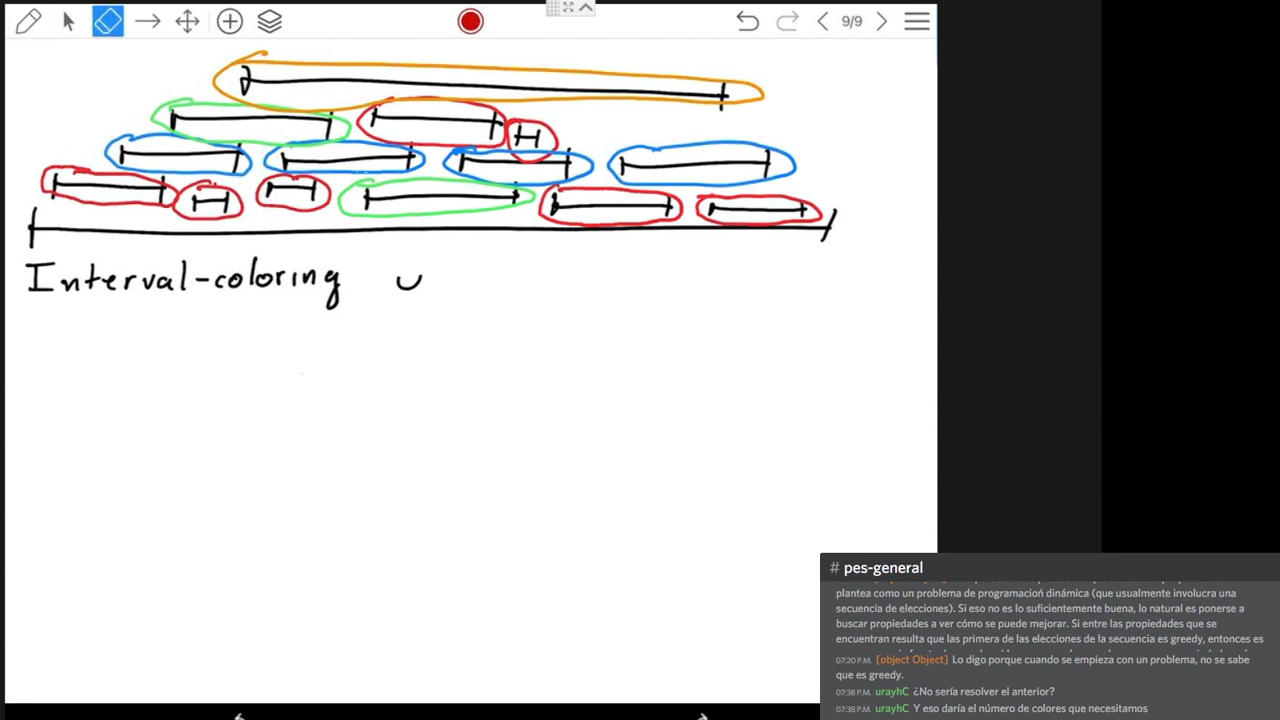 9/9
Interval-coloring
# pes-general
plantea como un problema de programación dinámica (que usualmente involucra una
secuencia de elecciones). Si eso no es lo suficientemente buena, lo natural es ponerse a
buscar propiedades a ver cómo se puede mejorar. Si entre las propiedades que se
encuentran resulta que las primera de las elecciones de la secuencia es greedy, entonces es
07:20 P.M. [object Object] Lo digo porque cuando se empieza con un problema, no se sabe
que es greedy.
07:38 P.M. urayhC ¿No sería resolver el anterior?
07:38 P.M. urayhC Y eso daría el número de colores que necesitamos